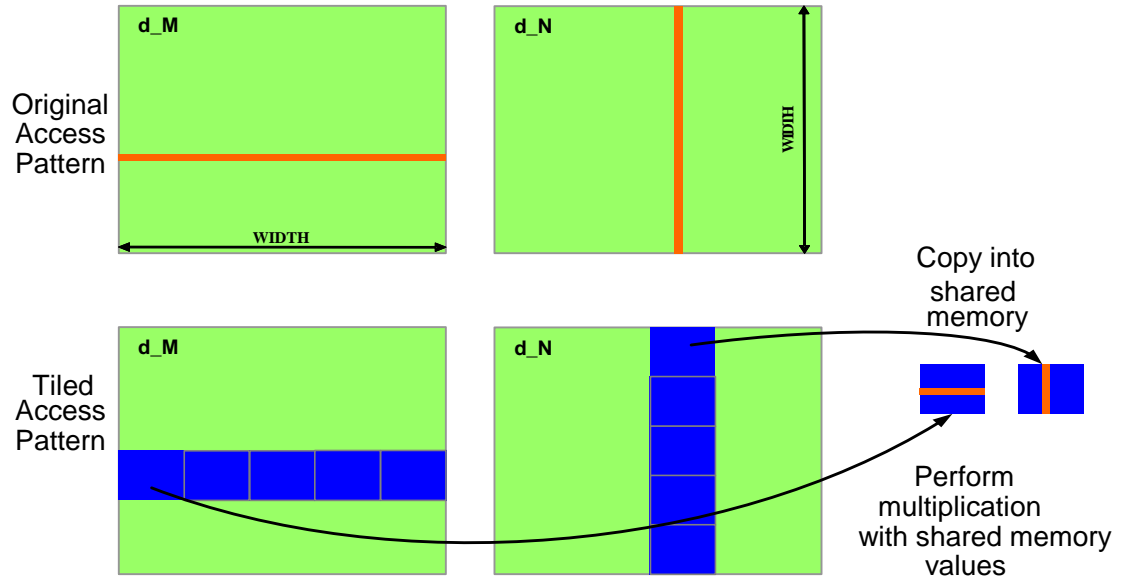 d_M
d_N
Original
Access
Pattern
WIDTH
WIDTH
Copy into
shared
memory
d_M
d_N
Tiled
Access
Pattern
Perform
multiplication
with shared memory
values